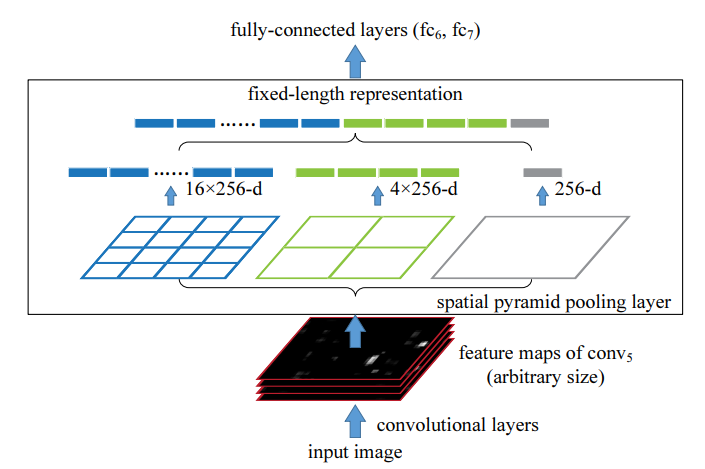 fully-connected layers (fc₆, fc₇)
fixed-length representation
......
......
16×256-d
4×256-d
256-d
spatial pyramid pooling layer
feature maps of conv₅
(arbitrary size)
convolutional layers
input image